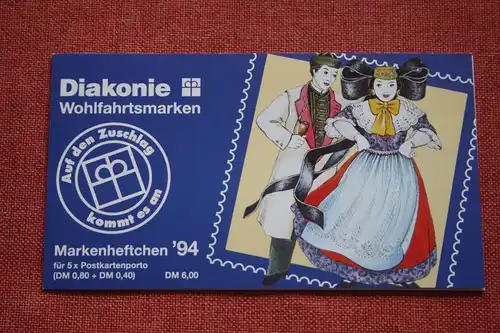 Diakonie
Wohlfahrtsmarken
Auf den Zuschlag
kommt es an
Markenheftchen '94
für 5 x Postkartenporto
(DM 0,80 + DM 0,40) DM 6,00